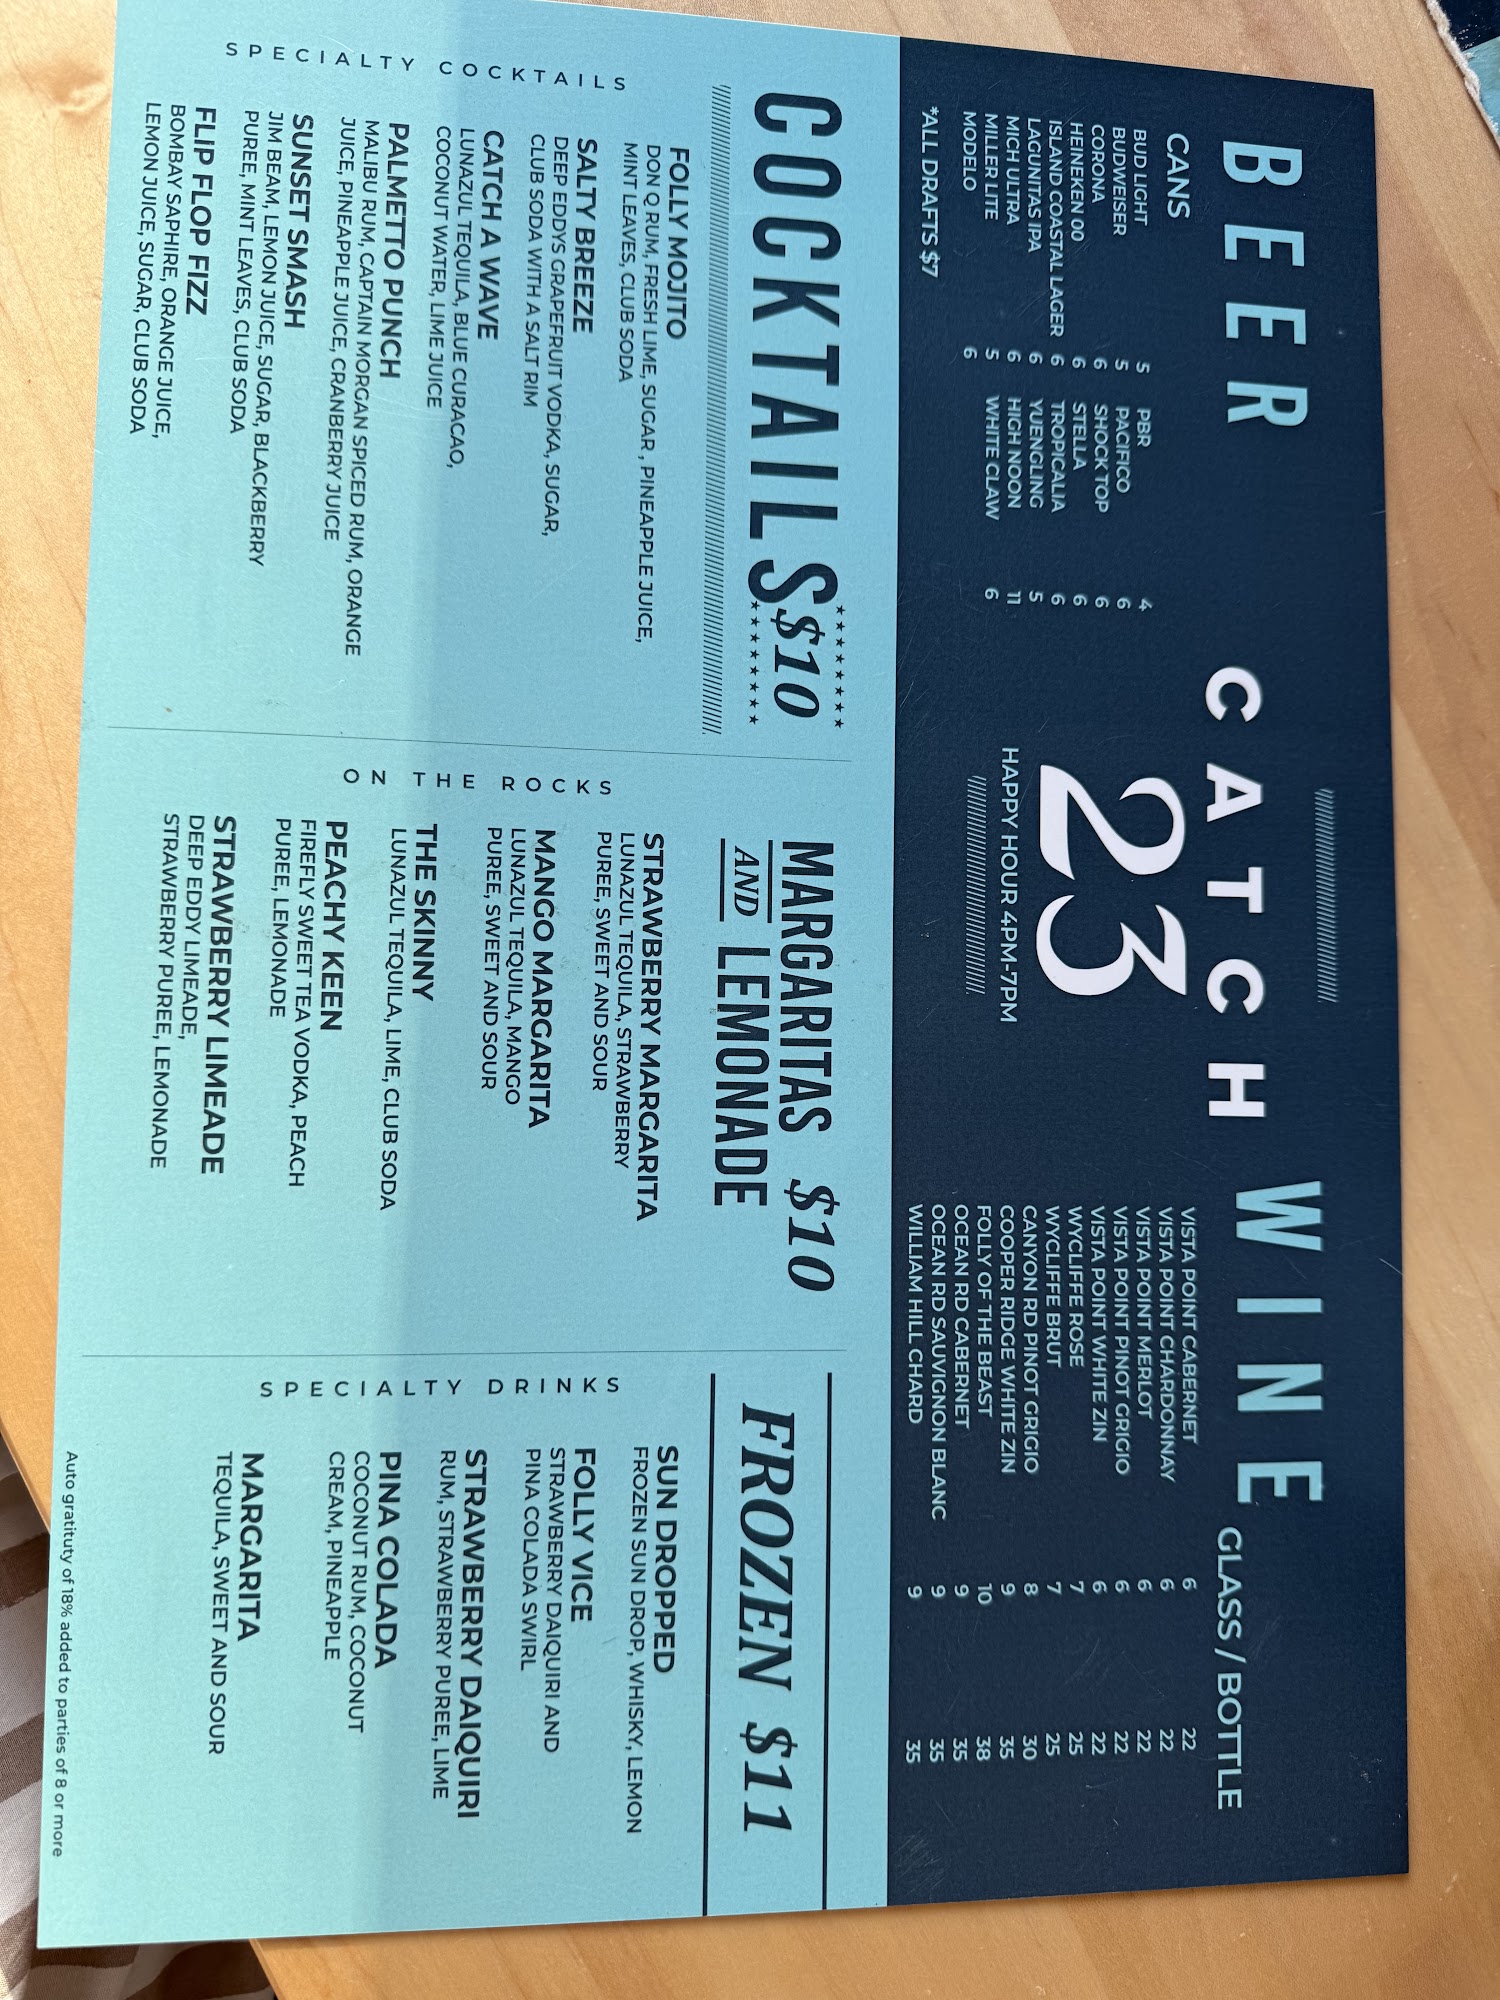 BEER
CANS
BUD LIGHT 5
BUDWEISER 5
CORONA 6
HEINEKEN 00 6
ISLAND COASTAL LAGER 6
LAGUNITAS IPA 6
MICH ULTRA 6
MILLER LITE 5
MODELO 6
PBR 4
PACIFICO 6
SHOCK TOP 6
STELLA 6
TROPICALIA 6
YUENGLING 5
HIGH NOON 11
WHITE CLAW 6
*ALL DRAFTS $7
CATCH
23
HAPPY HOUR 4PM-7PM
WINE GLASS / BOTTLE
VISTA POINT CABERNET 6 22
VISTA POINT CHARDONNAY 6 22
VISTA POINT MERLOT 6 22
VISTA POINT PINOT GRIGIO 6 22
VISTA POINT WHITE ZIN 6 22
WYCLIFFE ROSE 7 25
WYCLIFFE BRUT 7 25
CANYON RD PINOT GRIGIO 8 30
COOPER RIDGE WHITE ZIN 9 35
FOLLY OF THE BEAST 10 38
OCEAN RD CABERNET 9 35
OCEAN RD SAUVIGNON BLANC 9 35
WILLIAM HILL CHARD 9 35
COCKTAILS $10
SPECIALTY COCKTAILS
FOLLY MOJITO
DON Q RUM, FRESH LIME, SUGAR , PINEAPPLE JUICE,
MINT LEAVES, CLUB SODA
SALTY BREEZE
DEEP EDDYS GRAPEFRUIT VODKA, SUGAR,
CLUB SODA WITH A SALT RIM
CATCH A WAVE
LUNAZUL TEQUILA, BLUE CURACAO,
COCONUT WATER, LIME JUICE
PALMETTO PUNCH
MALIBU RUM, CAPTAIN MORGAN SPICED RUM, ORANGE
JUICE, PINEAPPLE JUICE, CRANBERRY JUICE
SUNSET SMASH
JIM BEAM, LEMON JUICE, SUGAR, BLACKBERRY
PUREE, MINT LEAVES, CLUB SODA
FLIP FLOP FIZZ
BOMBAY SAPHIRE, ORANGE JUICE,
LEMON JUICE, SUGAR, CLUB SODA
MARGARITAS
AND LEMONADE $10
ON THE ROCKS
STRAWBERRY MARGARITA
LUNAZUL TEQUILA, STRAWBERRY
PUREE, SWEET AND SOUR
MANGO MARGARITA
LUNAZUL TEQUILA, MANGO
PUREE, SWEET AND SOUR
THE SKINNY
LUNAZUL TEQUILA, LIME, CLUB SODA
PEACHY KEEN
FIREFLY SWEET TEA VODKA, PEACH
PUREE, LEMONADE
STRAWBERRY LIMEADE
DEEP EDDY LIMEADE,
STRAWBERRY PUREE, LEMONADE
FROZEN $11
SPECIALTY DRINKS
SUN DROPPED
FROZEN SUN DROP, WHISKY, LEMON
FOLLY VICE
STRAWBERRY DAIQUIRI AND
PINA COLADA SWIRL
STRAWBERRY DAIQUIRI
RUM, STRAWBERRY PUREE, LIME
PINA COLADA
COCONUT RUM, COCONUT
CREAM, PINEAPPLE
MARGARITA
TEQUILA, SWEET AND SOUR
Auto gratituty of 18% added to parties of 8 or more